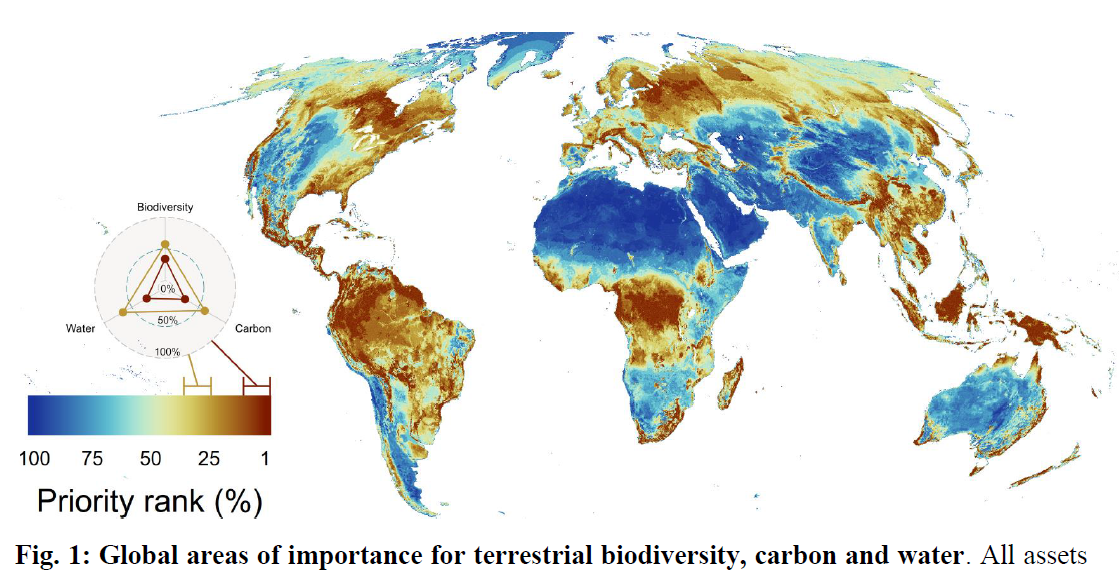 Biodiversity
0%
50%
100%
Water
Carbon
100 75 50 25 1
Priority rank (%)
Fig. 1: Global areas of importance for terrestrial biodiversity, carbon and water. All assets